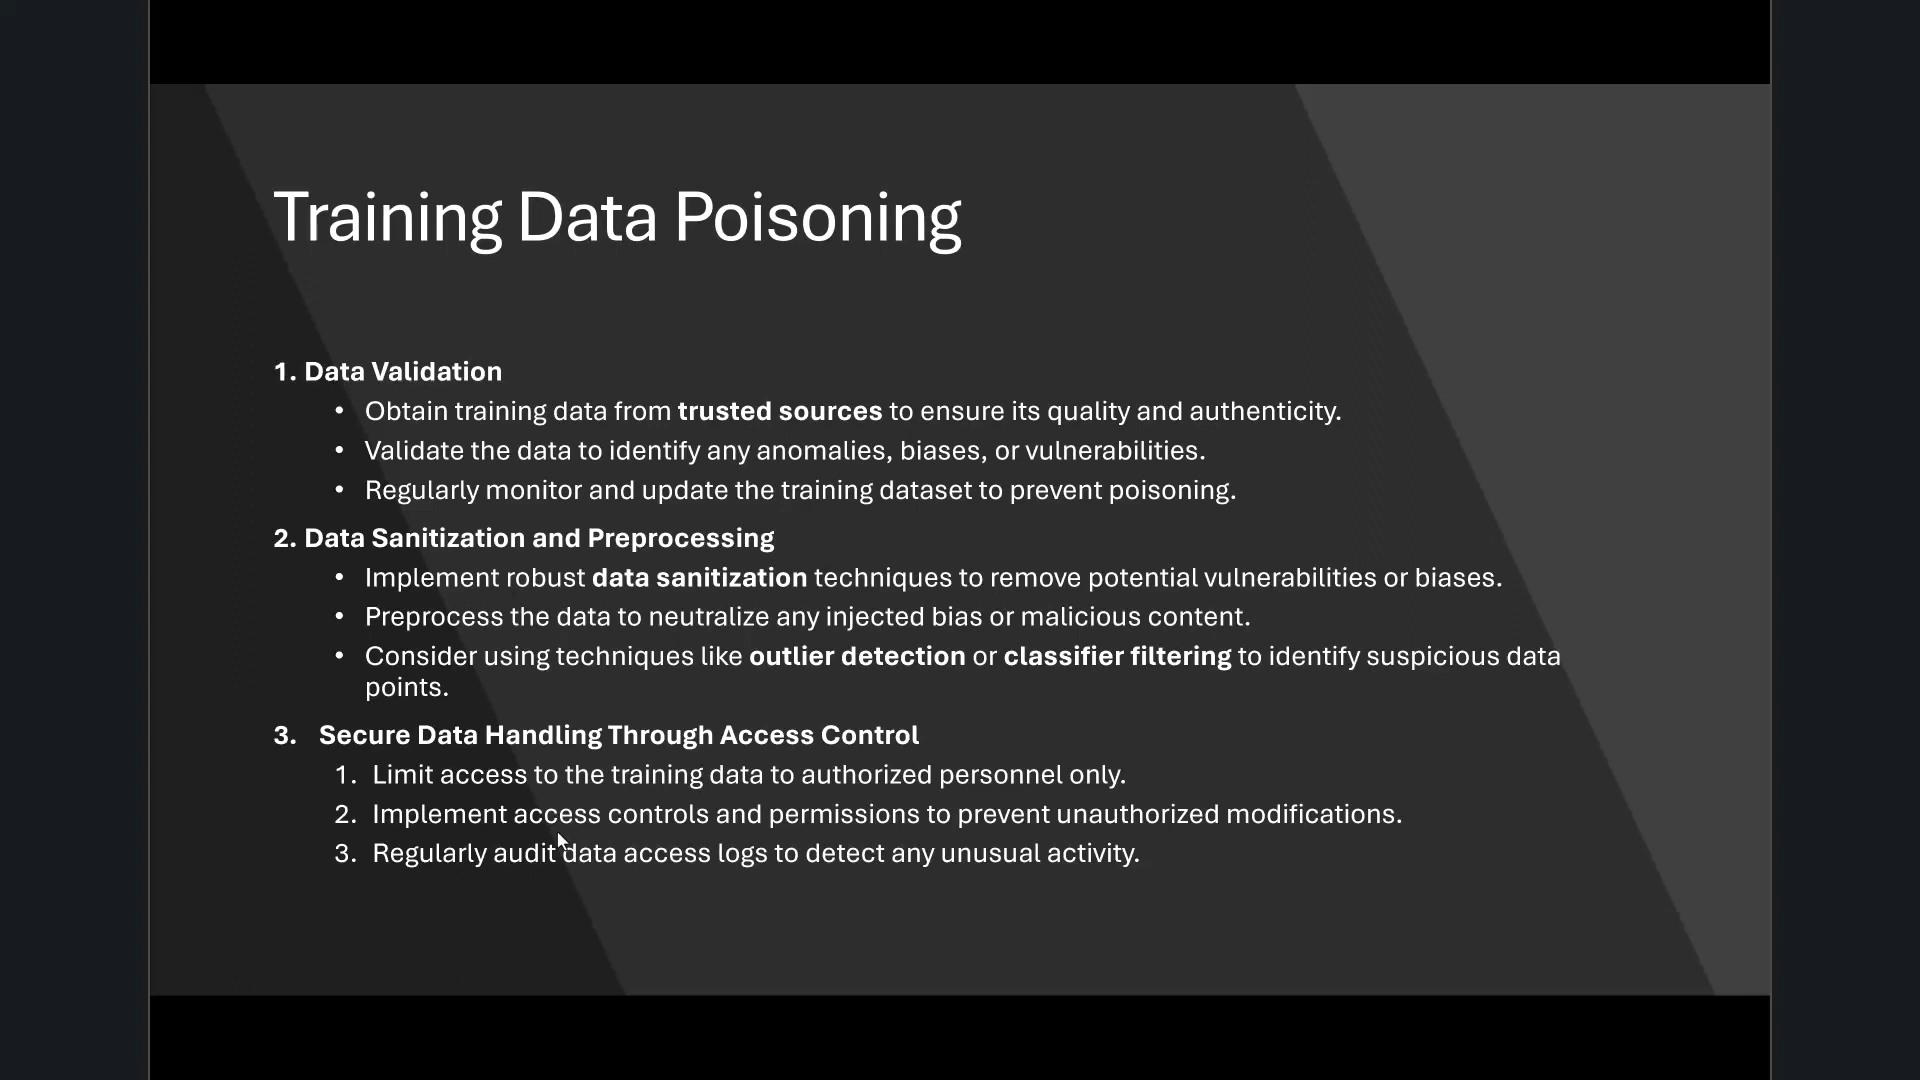 Training Data Poisoning
1. Data Validation
• Obtain training data from trusted sources to ensure its quality and authenticity.
• Validate the data to identify any anomalies, biases, or vulnerabilities.
• Regularly monitor and update the training dataset to prevent poisoning.
2. Data Sanitization and Preprocessing
• Implement robust data sanitization techniques to remove potential vulnerabilities or biases.
• Preprocess the data to neutralize any injected bias or malicious content.
• Consider using techniques like outlier detection or classifier filtering to identify suspicious data
points.
3. Secure Data Handling Through Access Control
1. Limit access to the training data to authorized personnel only.
2. Implement access controls and permissions to prevent unauthorized modifications.
3. Regularly audit data access logs to detect any unusual activity.